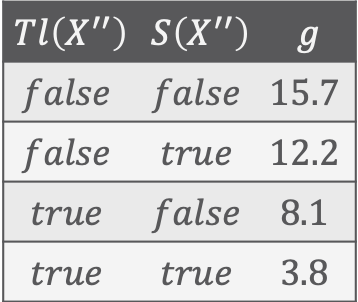 Tl(X″) S(X″) g
false false 15.7
false true 12.2
true false 8.1
true true 3.8